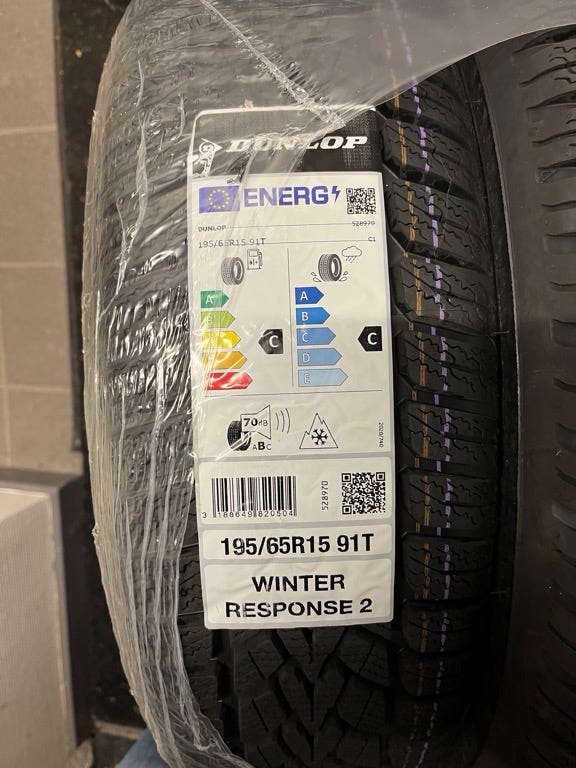 DUNLOP
ENERG
DUNLOP 528970
195/65R15 91T C1
A A
B B
C C C
D
E
70dB
ABC
2020/740
3 188649 820504
528970
195/65R15 91T
WINTER
RESPONSE 2